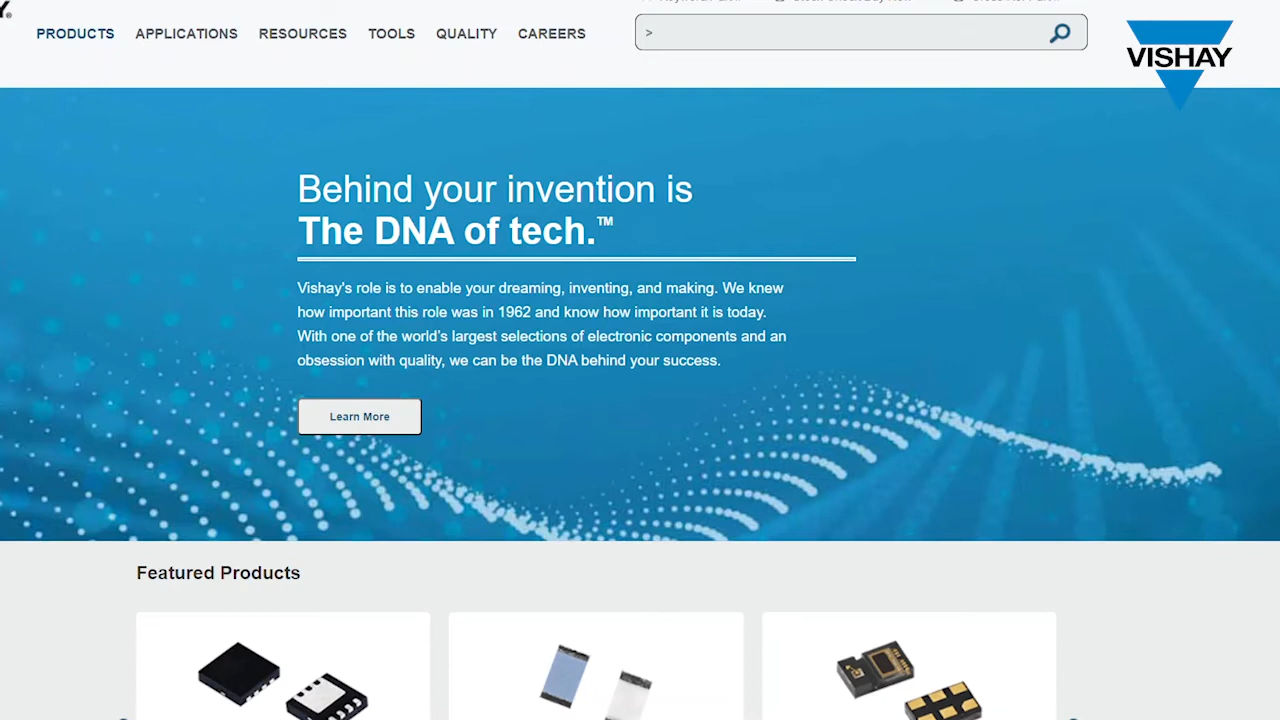 PRODUCTS APPLICATIONS RESOURCES TOOLS QUALITY CAREERS
>
VISHAY
Behind your invention is
The DNA of tech.™
Vishay's role is to enable your dreaming, inventing, and making. We knew
how important this role was in 1962 and know how important it is today.
With one of the world's largest selections of electronic components and an
obsession with quality, we can be the DNA behind your success.
Learn More
Featured Products